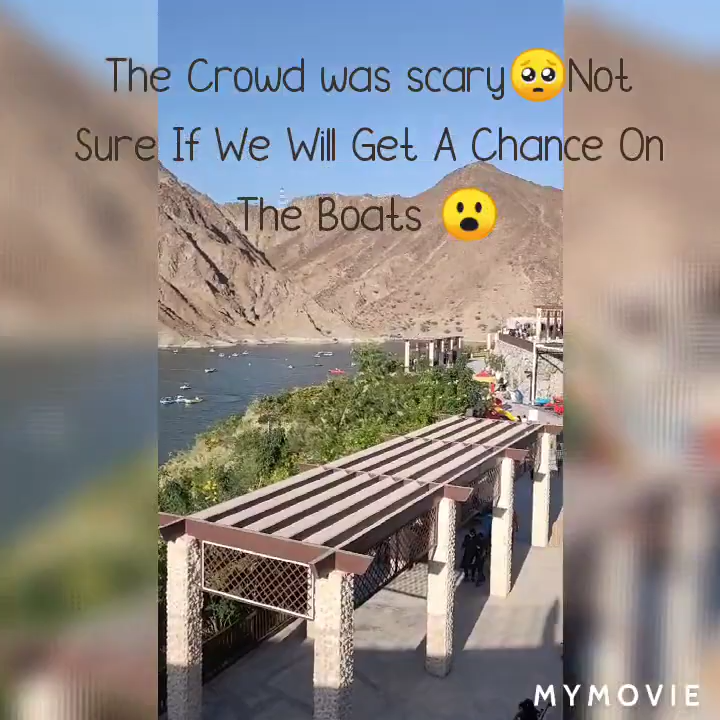 The Crowd was scary🥺Not
Sure If We Will Get A Chance On
The Boats 😮
MYMOVIE